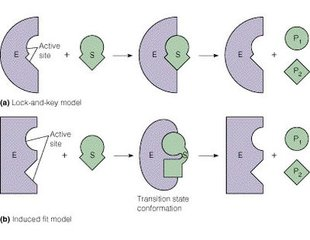 Active
site
E
+
S
E
S
E
+
P1
P2
(a) Lock-and-key model
Active
site
E
+
S
E
S
E
+
P1
P2
Transition state
conformation
(b) Induced fit model